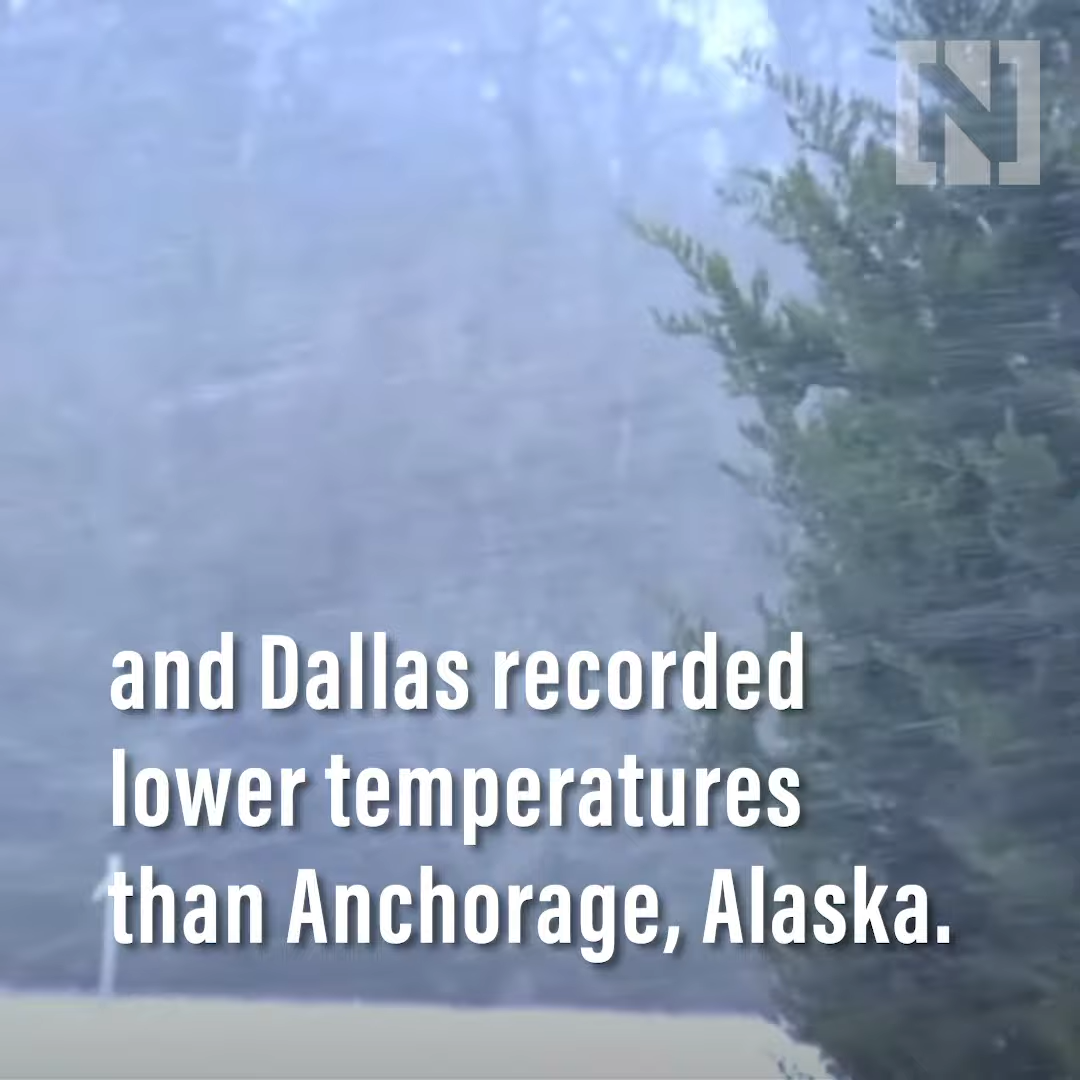 [N]
and Dallas recorded
lower temperatures
than Anchorage, Alaska.